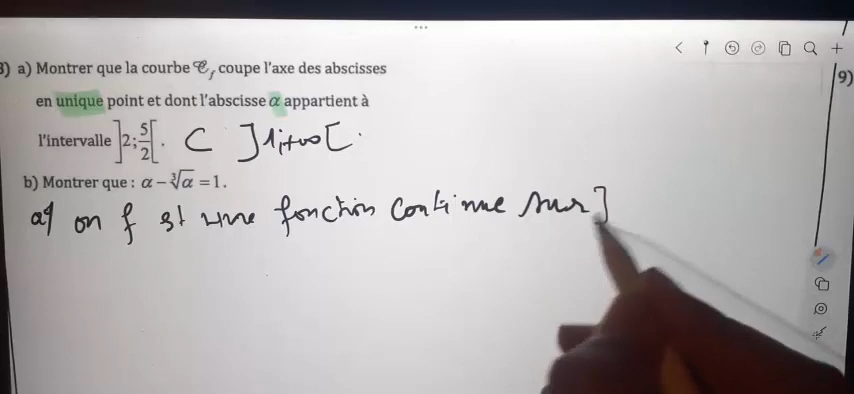 3) a) Montrer que la courbe 𝒞f coupe l'axe des abscisses
en unique point et dont l'abscisse α appartient à
l'intervalle ]2; 5/2[. ⊂ ]1;+∞[.
b) Montrer que : α − ∛α = 1.
a) on f st une fonction continue sur ]
9)